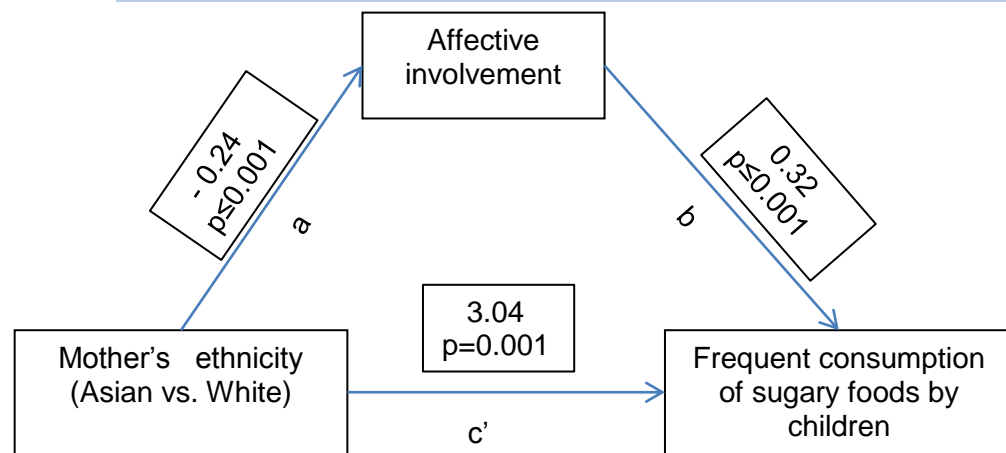 Affective
involvement
- 0.24
p≤0.001
a
0.32
p≤0.001
b
3.04
p=0.001
Mother's ethnicity
(Asian vs. White)
c'
Frequent consumption
of sugary foods by
children